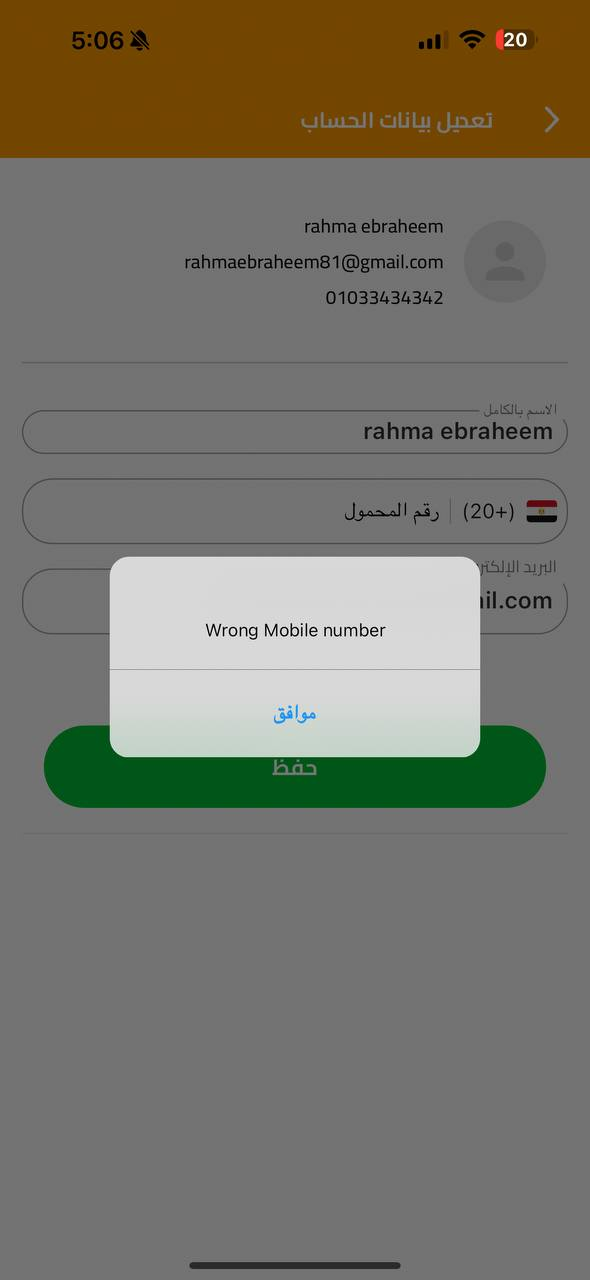 5:06
20
تعديل بيانات الحساب
rahma ebraheem
rahmaebraheem81@gmail.com
01033434342
الاسم بالكامل
rahma ebraheem
(+20) رقم المحمول
البريد
Wrong Mobile number
موافق
حفظ